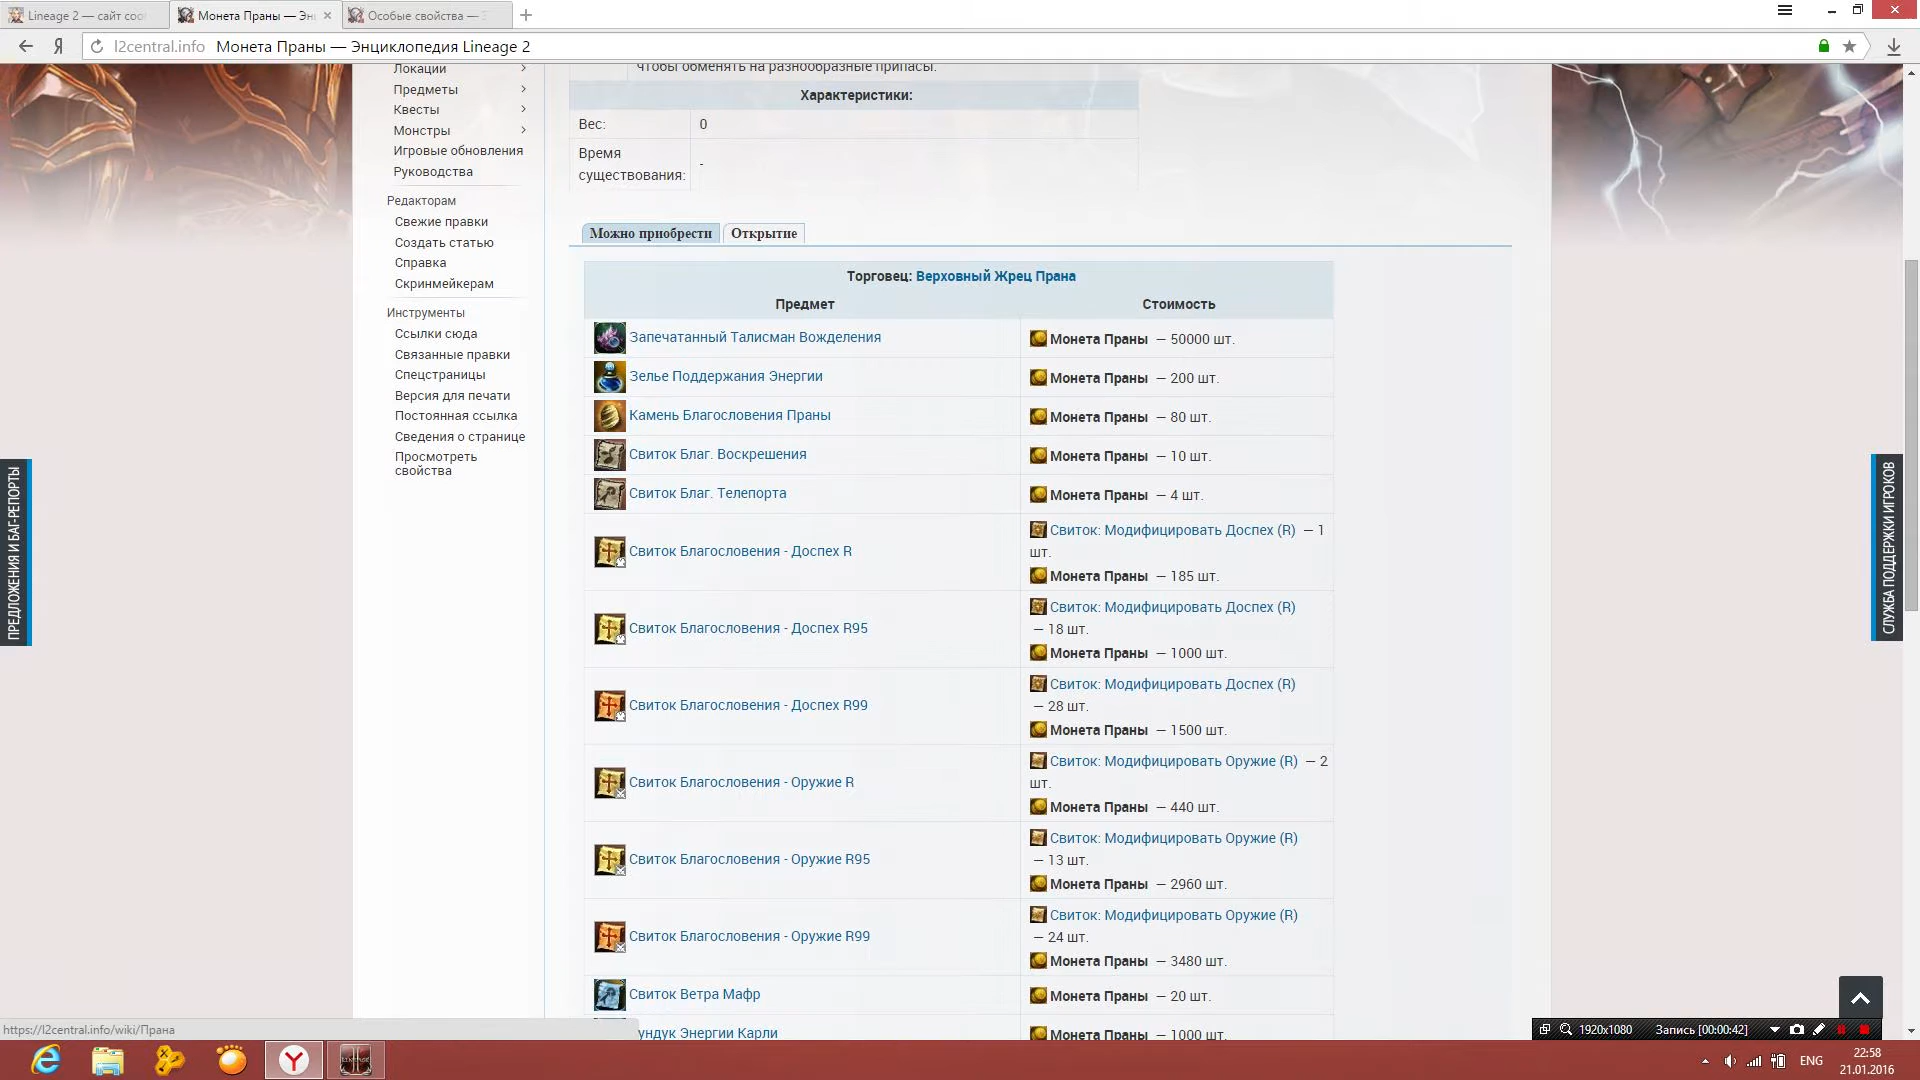 Lineage 2 — сайт соо
Монета Праны — Эн
Особые свойства —
l2central.info Монета Праны — Энциклопедия Lineage 2
Локации
Предметы
Квесты
Монстры
Игровые обновления
Руководства
Редакторам
Свежие правки
Создать статью
Справка
Скринмейкерам
Инструменты
Ссылки сюда
Связанные правки
Спецстраницы
Версия для печати
Постоянная ссылка
Сведения о странице
Просмотреть
свойства
ПРЕДЛОЖЕНИЯ И БАГ-РЕПОРТЫ
чтобы обменять на разнообразные припасы.
Характеристики:
Вес: 0
Время
существования: -
Можно приобрести Открытие
Торговец: Верховный Жрец Прана
Предмет Стоимость
Запечатанный Талисман Вожделения Монета Праны — 50000 шт.
Зелье Поддержания Энергии Монета Праны — 200 шт.
Камень Благословения Праны Монета Праны — 80 шт.
Свиток Благ. Воскрешения Монета Праны — 10 шт.
Свиток Благ. Телепорта Монета Праны — 4 шт.
Свиток Благословения - Доспех R
Свиток: Модифицировать Доспех (R) — 1
шт.
Монета Праны — 185 шт.
Свиток Благословения - Доспех R95
Свиток: Модифицировать Доспех (R)
— 18 шт.
Монета Праны — 1000 шт.
Свиток Благословения - Доспех R99
Свиток: Модифицировать Доспех (R)
— 28 шт.
Монета Праны — 1500 шт.
Свиток Благословения - Оружие R
Свиток: Модифицировать Оружие (R) — 2
шт.
Монета Праны — 440 шт.
Свиток Благословения - Оружие R95
Свиток: Модифицировать Оружие (R)
— 13 шт.
Монета Праны — 2960 шт.
Свиток Благословения - Оружие R99
Свиток: Модифицировать Оружие (R)
— 24 шт.
Монета Праны — 3480 шт.
Свиток Ветра Мафр Монета Праны — 20 шт.
ундук Энергии Карли Монета Праны — 1000 шт.
СЛУЖБА ПОДДЕРЖКИ ИГРОКОВ
https://l2central.info/wiki/Прана
1920x1080 Запись [00:00:42]
ENG
22:58
21.01.2016